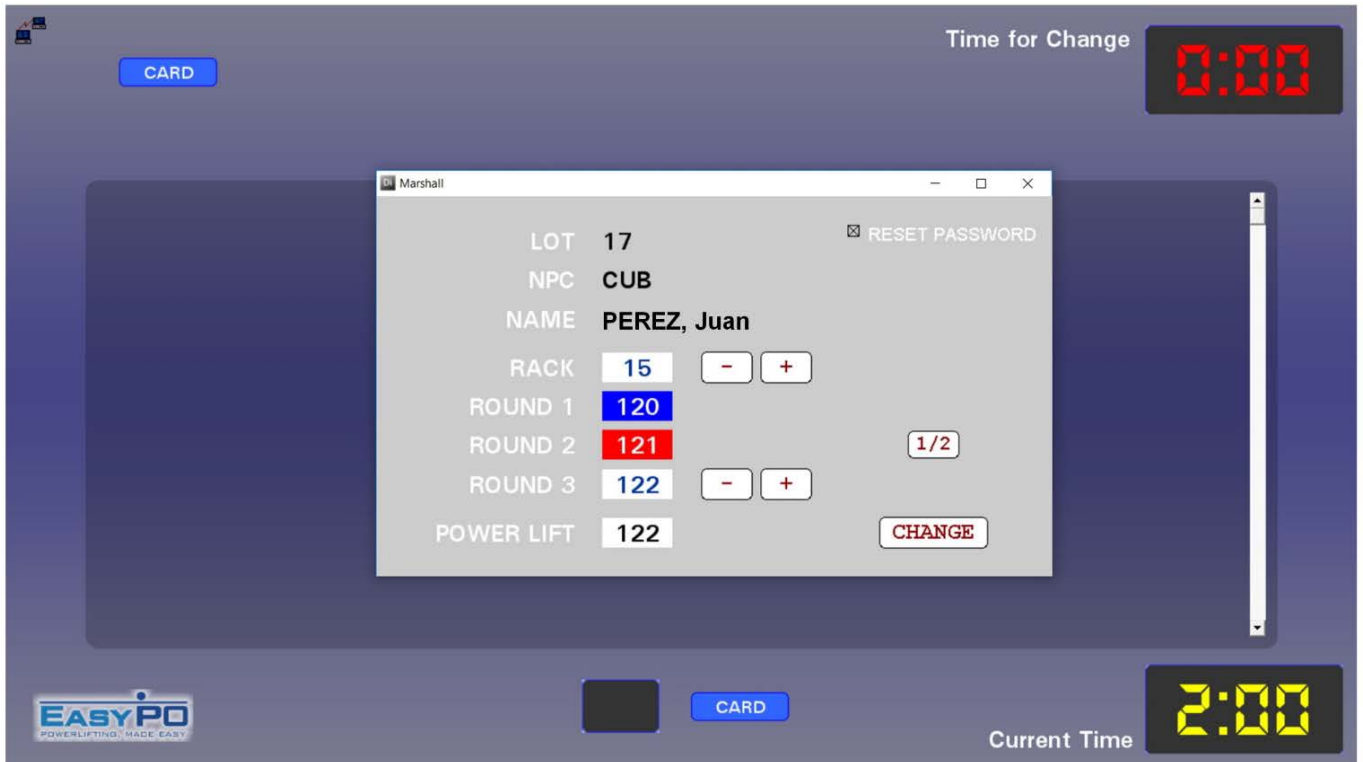 Time for Change
0:00
CARD
Di Marshall
LOT 17
RESET PASSWORD
NPC CUB
NAME PEREZ, Juan
RACK 15 - +
ROUND 1 120
ROUND 2 121 1/2
ROUND 3 122 - +
POWER LIFT 122 CHANGE
EASYPO
POWERLIFTING, MADE EASY
CARD
Current Time
2:00